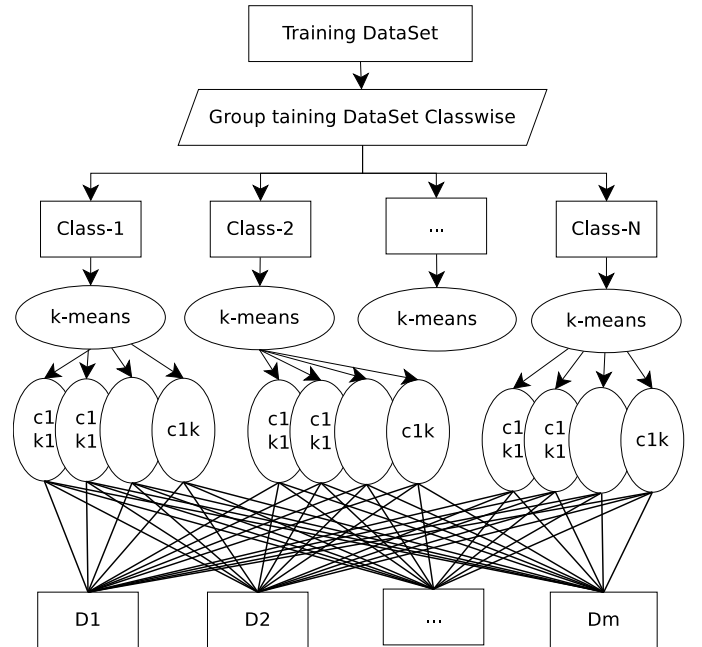 Training DataSet
Group taining DataSet Classwise
Class-1
Class-2
...
Class-N
k-means
k-means
k-means
k-means
c1
k1
c1
k1
c1k
c1
k1
c1
k1
c1k
c1
k1
c1
k1
c1k
D1
D2
...
Dm